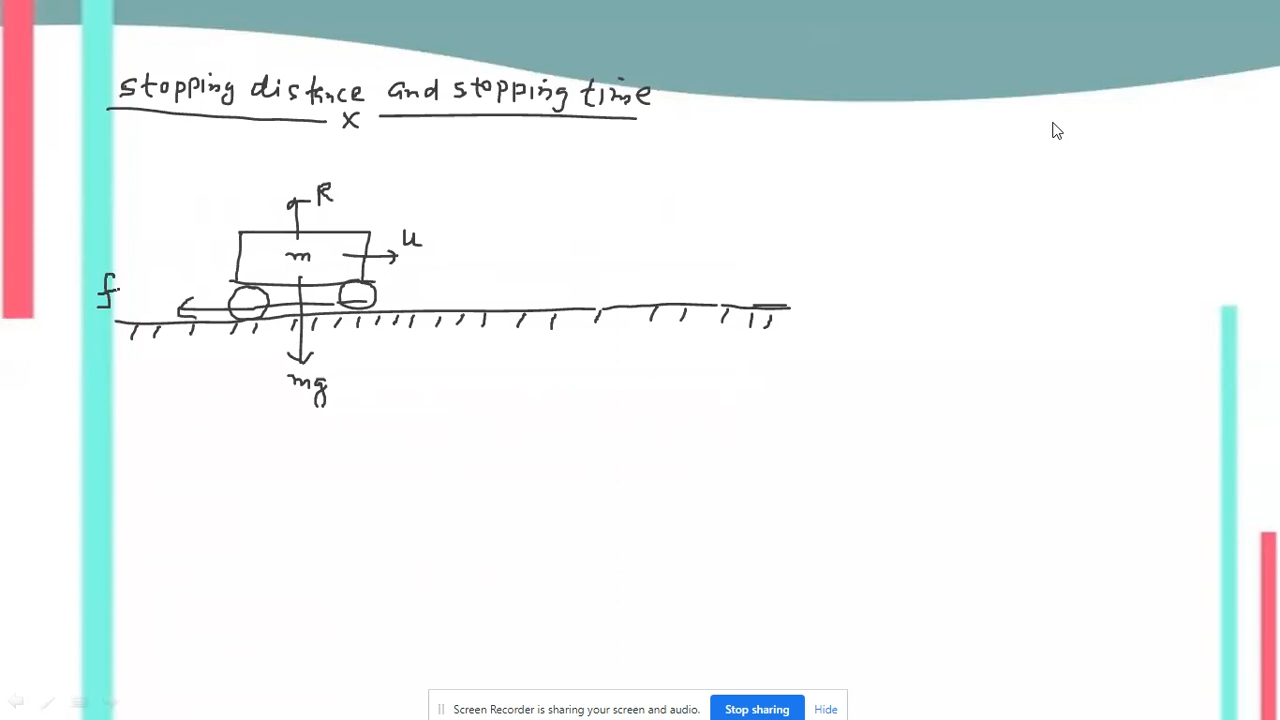 stopping distance and stopping time
x
R
m
u
f
mg
Screen Recorder is sharing your screen and audio.
Stop sharing
Hide